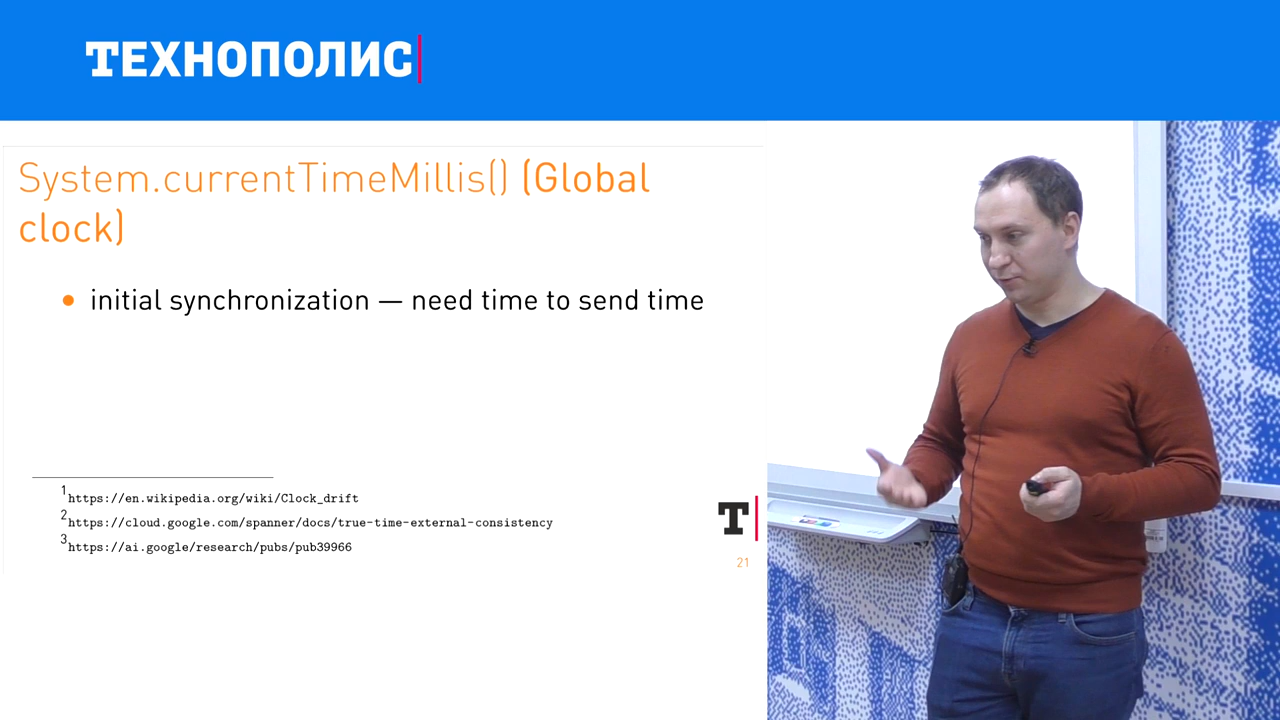 ТЕХНОПОЛИС
System.currentTimeMillis() (Global
clock)
• initial synchronization — need time to send time
1 https://en.wikipedia.org/wiki/Clock_drift
2 https://cloud.google.com/spanner/docs/true-time-external-consistency
3 https://ai.google/research/pubs/pub39966
Т
21